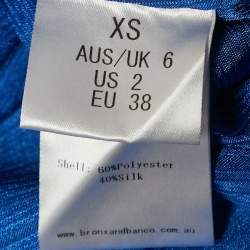 XS
AUS/UK 6
US 2
EU 38
Shell: 60%Polyester
40%Silk
www.bronxandbanco.com.au